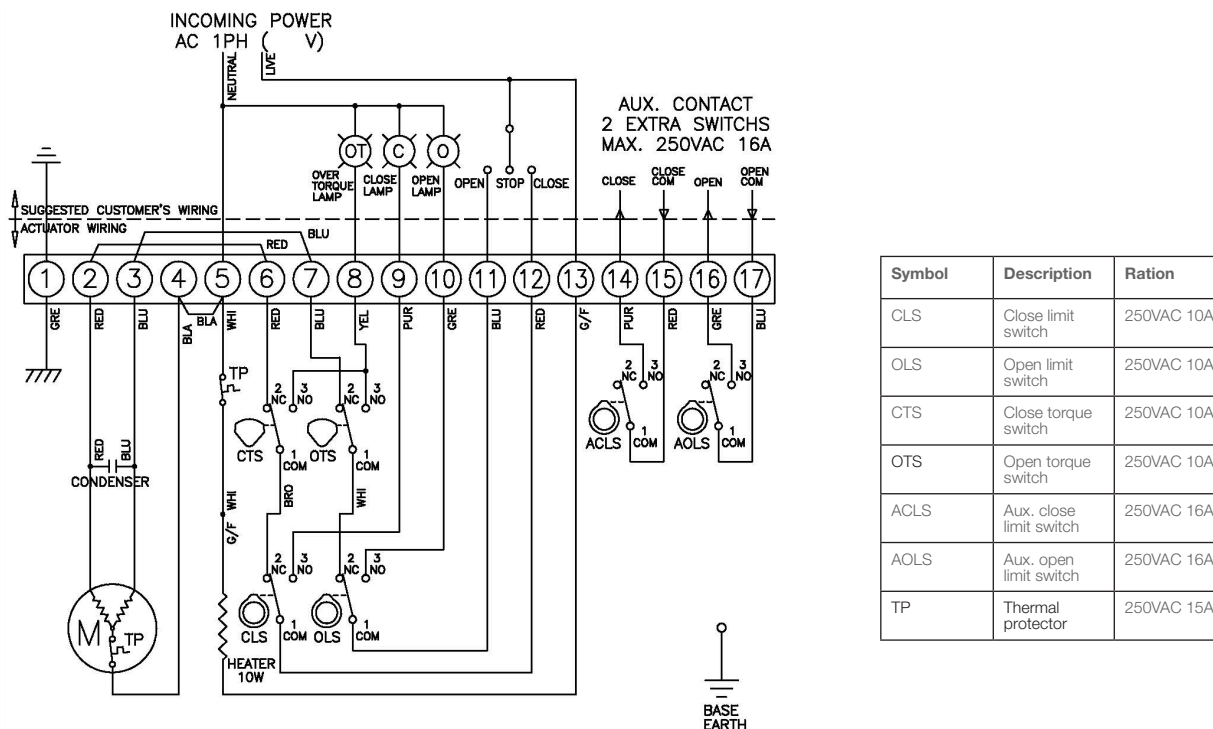 INCOMING POWER
AC 1PH ( V)
NEUTRAL
LIVE
AUX. CONTACT
2 EXTRA SWITCHS
MAX. 250VAC 16A
OT
C
O
OVER
TORQUE
LAMP
CLOSE
LAMP
OPEN
LAMP
OPEN
STOP
CLOSE
CLOSE
CLOSE
COM
OPEN
OPEN
COM
SUGGESTED CUSTOMER'S WIRING
ACTUATOR WIRING
BLU
RED
1
2
3
4
5
6
7
8
9
10
11
12
13
14
15
16
17
GRE
RED
BLU
BLA
BLA
WHI
RED
BLU
YEL
PUR
GRE
BLU
RED
G/F
PUR
RED
GRE
BLU
TP
2
NC
3
NO
2
NC
3
NO
2
NC
3
NO
2
NC
3
NO
CTS
1
COM
OTS
1
COM
ACLS
1
COM
AOLS
1
COM
RED
BLU
CONDENSER
WHI
G/F
BRO
WHI
2
NC
3
NO
2
NC
3
NO
CLS
1
COM
OLS
1
COM
M
TP
HEATER
10W
BASE
EARTH
Symbol Description Ration
CLS Close limit 250VAC 10A
switch
OLS Open limit 250VAC 10A
switch
CTS Close torque 250VAC 10A
switch
OTS Open torque 250VAC 10A
switch
ACLS Aux. close 250VAC 16A
limit switch
AOLS Aux. open 250VAC 16A
limit switch
TP Thermal 250VAC 15A
protector